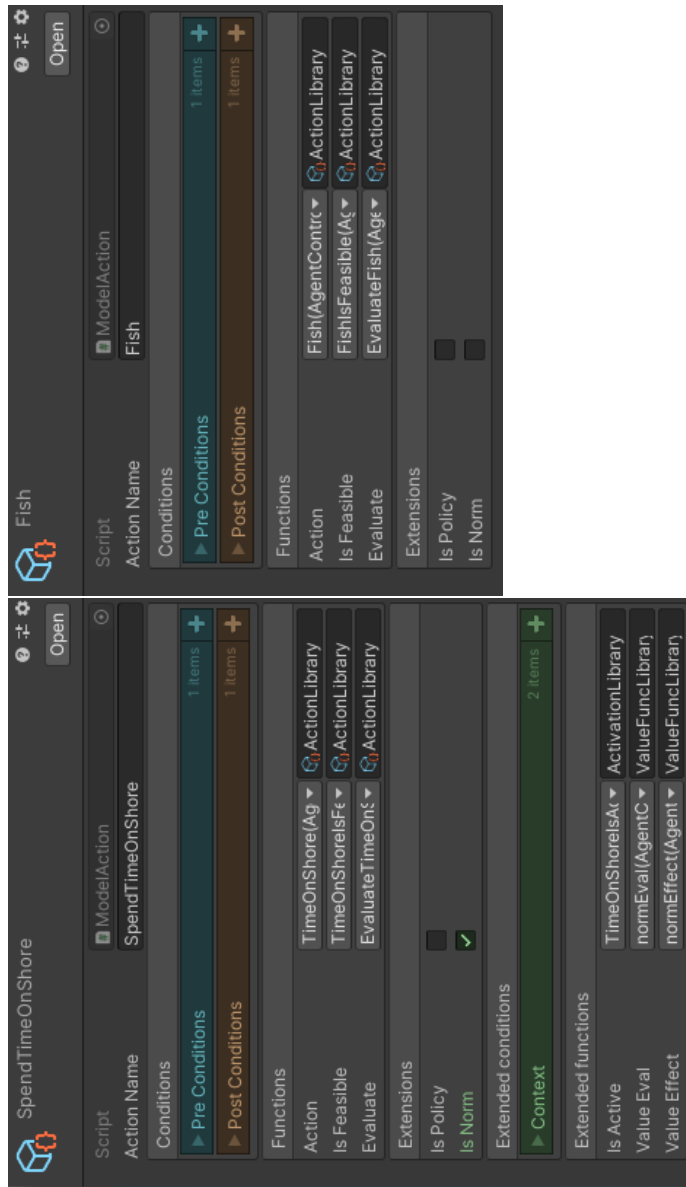 SpendTimeOnShore
Open
Script
ModelAction
Action Name
SpendTimeOnShore
Conditions
Pre Conditions
1 items
Post Conditions
1 items
Functions
Action
TimeOnShore(Ag
ActionLibrary
Is Feasible
TimeOnShoreIsFe
ActionLibrary
Evaluate
EvaluateTimeOnS
ActionLibrary
Extensions
Is Policy
Is Norm
Extended conditions
Context
2 items
Extended functions
Is Active
TimeOnShoreIsAc
ActivationLibrary
Value Eval
normEval(AgentC
ValueFuncLibrary
Value Effect
normEffect(Agent
ValueFuncLibrary
Fish
Open
Script
ModelAction
Action Name
Fish
Conditions
Pre Conditions
1 items
Post Conditions
1 items
Functions
Action
Fish(AgentContrc
ActionLibrary
Is Feasible
FishIsFeasible(Ag
ActionLibrary
Evaluate
EvaluateFish(Age
ActionLibrary
Extensions
Is Policy
Is Norm